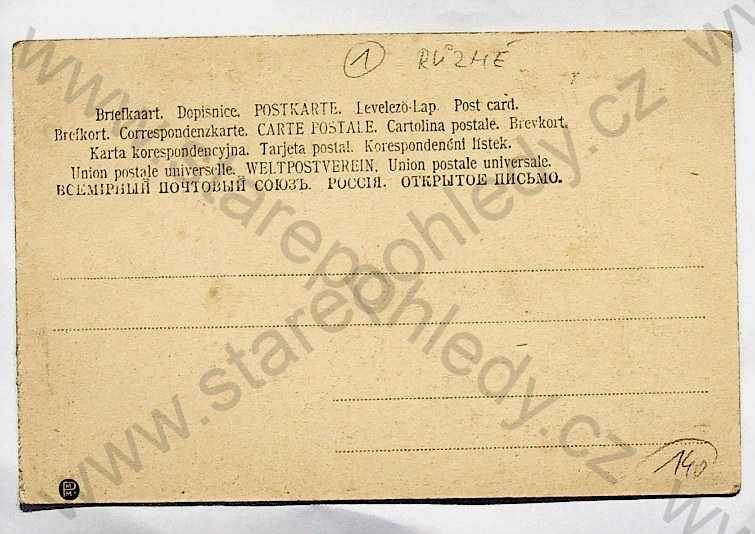 1 RŮZNÉ
Briefkaart. Dopisnice. POSTKARTE. Levelező-Lap. Post card.
Brefkort. Correspondenzkarte. CARTE POSTALE. Cartolina postale. Brevkort.
Karta korespondencyjna. Tarjeta postal. Korespondenční lístek.
Union postale universelle. WELTPOSTVEREIN. Union postale universale.
ВСЕМІРНЫЙ ПОЧТОВЫЙ СОЮЗЪ. РОССІЯ. ОТКРЫТОЕ ПИСЬМО.
www.starepohledy.cz
www.starepohledy.cz
140